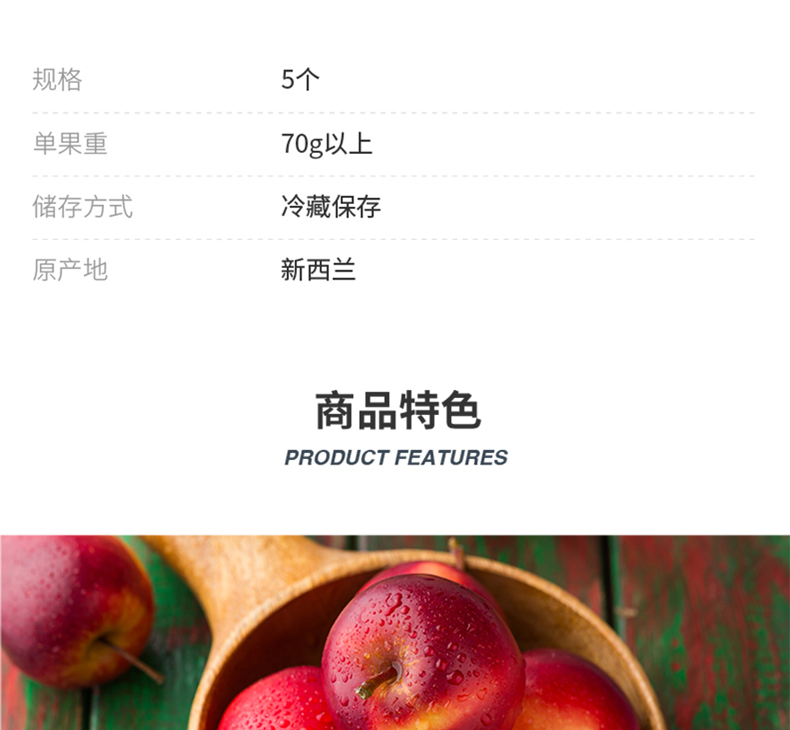 规格 5个
单果重 70g以上
储存方式 冷藏保存
原产地 新西兰
商品特色
PRODUCT FEATURES